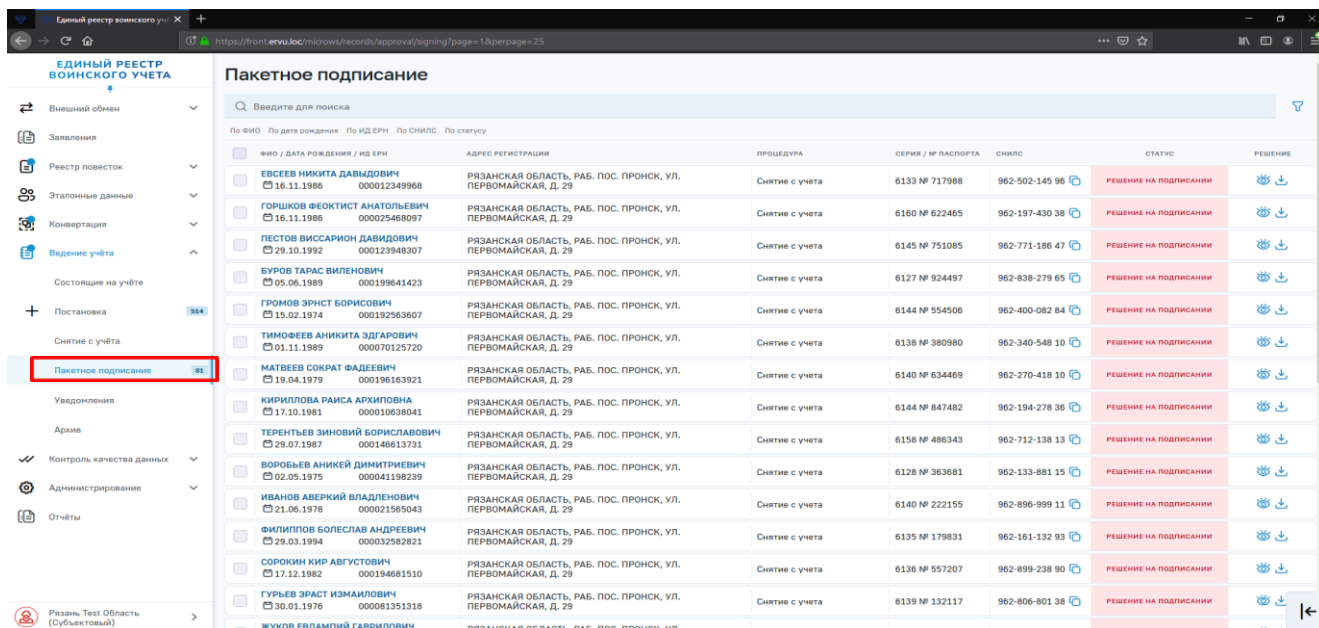 Единый реестр воинского уч
https://front.ervu.loc/microws/records/approval/signing?page=1&perpage=25
ЕДИНЫЙ РЕЕСТР
ВОИНСКОГО УЧЕТА
Внешний обмен
Заявления
Реестр повесток
Эталонные данные
Конвертация
Ведение учёта
Состоящие на учёте
Постановка 514
Снятие с учёта
Пакетное подписание 81
Уведомления
Архив
Контроль качества данных
Администрирование
Отчёты
Рязань Test Область
(Субъектовый)
Пакетное подписание
Введите для поиска
По ФИО По дате рождения По ИД ЕРН По СНИЛС По статусу
ФИО / ДАТА РОЖДЕНИЯ / ИД ЕРН АДРЕС РЕГИСТРАЦИИ ПРОЦЕДУРА СЕРИЯ / № ПАСПОРТА СНИЛС СТАТУС РЕШЕНИЕ
ЕВСЕЕВ НИКИТА ДАВЫДОВИЧ РЯЗАНСКАЯ ОБЛАСТЬ, РАБ. ПОС. ПРОНСК, УЛ.
16.11.1986 000012349968 ПЕРВОМАЙСКАЯ, Д. 29 Снятие с учета 6133 № 717988 962-502-145 96 РЕШЕНИЕ НА ПОДПИСАНИИ
ГОРШКОВ ФЕОКТИСТ АНАТОЛЬЕВИЧ РЯЗАНСКАЯ ОБЛАСТЬ, РАБ. ПОС. ПРОНСК, УЛ.
16.11.1986 000025468097 ПЕРВОМАЙСКАЯ, Д. 29 Снятие с учета 6160 № 622465 962-197-430 38 РЕШЕНИЕ НА ПОДПИСАНИИ
ПЕСТОВ ВИССАРИОН ДАВИДОВИЧ РЯЗАНСКАЯ ОБЛАСТЬ, РАБ. ПОС. ПРОНСК, УЛ.
29.10.1992 000123948307 ПЕРВОМАЙСКАЯ, Д. 29 Снятие с учета 6145 № 751085 962-771-186 47 РЕШЕНИЕ НА ПОДПИСАНИИ
БУРОВ ТАРАС ВИЛЕНОВИЧ РЯЗАНСКАЯ ОБЛАСТЬ, РАБ. ПОС. ПРОНСК, УЛ.
05.06.1989 000199641423 ПЕРВОМАЙСКАЯ, Д. 29 Снятие с учета 6127 № 924497 962-838-279 65 РЕШЕНИЕ НА ПОДПИСАНИИ
ГРОМОВ ЭРНСТ БОРИСОВИЧ РЯЗАНСКАЯ ОБЛАСТЬ, РАБ. ПОС. ПРОНСК, УЛ.
15.02.1974 000192563607 ПЕРВОМАЙСКАЯ, Д. 29 Снятие с учета 6144 № 554506 962-400-082 84 РЕШЕНИЕ НА ПОДПИСАНИИ
ТИМОФЕЕВ АНИКИТА ЭДГАРОВИЧ РЯЗАНСКАЯ ОБЛАСТЬ, РАБ. ПОС. ПРОНСК, УЛ.
01.11.1989 000070125720 ПЕРВОМАЙСКАЯ, Д. 29 Снятие с учета 6138 № 380980 962-340-548 10 РЕШЕНИЕ НА ПОДПИСАНИИ
МАТВЕЕВ СОКРАТ ФАДЕЕВИЧ РЯЗАНСКАЯ ОБЛАСТЬ, РАБ. ПОС. ПРОНСК, УЛ.
19.04.1979 000196163921 ПЕРВОМАЙСКАЯ, Д. 29 Снятие с учета 6140 № 634469 962-270-418 10 РЕШЕНИЕ НА ПОДПИСАНИИ
КИРИЛЛОВА РАИСА АРХИПОВНА РЯЗАНСКАЯ ОБЛАСТЬ, РАБ. ПОС. ПРОНСК, УЛ.
17.10.1981 000010638041 ПЕРВОМАЙСКАЯ, Д. 29 Снятие с учета 6144 № 847482 962-194-278 36 РЕШЕНИЕ НА ПОДПИСАНИИ
ТЕРЕНТЬЕВ ЗИНОВИЙ БОРИСЛАВОВИЧ РЯЗАНСКАЯ ОБЛАСТЬ, РАБ. ПОС. ПРОНСК, УЛ.
29.07.1987 000146613731 ПЕРВОМАЙСКАЯ, Д. 29 Снятие с учета 6158 № 486343 962-712-138 13 РЕШЕНИЕ НА ПОДПИСАНИИ
ВОРОБЬЕВ АНИКЕЙ ДИМИТРИЕВИЧ РЯЗАНСКАЯ ОБЛАСТЬ, РАБ. ПОС. ПРОНСК, УЛ.
02.05.1975 000041198239 ПЕРВОМАЙСКАЯ, Д. 29 Снятие с учета 6128 № 363681 962-133-881 15 РЕШЕНИЕ НА ПОДПИСАНИИ
ИВАНОВ АВЕРКИЙ ВЛАДЛЕНОВИЧ РЯЗАНСКАЯ ОБЛАСТЬ, РАБ. ПОС. ПРОНСК, УЛ.
21.06.1978 000021565043 ПЕРВОМАЙСКАЯ, Д. 29 Снятие с учета 6140 № 222155 962-896-999 11 РЕШЕНИЕ НА ПОДПИСАНИИ
ФИЛИППОВ БОЛЕСЛАВ АНДРЕЕВИЧ РЯЗАНСКАЯ ОБЛАСТЬ, РАБ. ПОС. ПРОНСК, УЛ.
29.03.1994 000032582821 ПЕРВОМАЙСКАЯ, Д. 29 Снятие с учета 6135 № 179831 962-161-132 93 РЕШЕНИЕ НА ПОДПИСАНИИ
СОРОКИН КИР АВГУСТОВИЧ РЯЗАНСКАЯ ОБЛАСТЬ, РАБ. ПОС. ПРОНСК, УЛ.
17.12.1982 000194681510 ПЕРВОМАЙСКАЯ, Д. 29 Снятие с учета 6136 № 557207 962-899-238 90 РЕШЕНИЕ НА ПОДПИСАНИИ
ГУРЬЕВ ЭРАСТ ИЗМАИЛОВИЧ РЯЗАНСКАЯ ОБЛАСТЬ, РАБ. ПОС. ПРОНСК, УЛ.
30.01.1976 000081351318 ПЕРВОМАЙСКАЯ, Д. 29 Снятие с учета 6139 № 132117 962-806-801 38 РЕШЕНИЕ НА ПОДПИСАНИИ
ЖУКОВ ЕВЛАМПИЙ ГАВРИЛОВИЧ РЯЗАНСКАЯ ОБЛАСТЬ, РАБ. ПОС. ПРОНСК, УЛ.